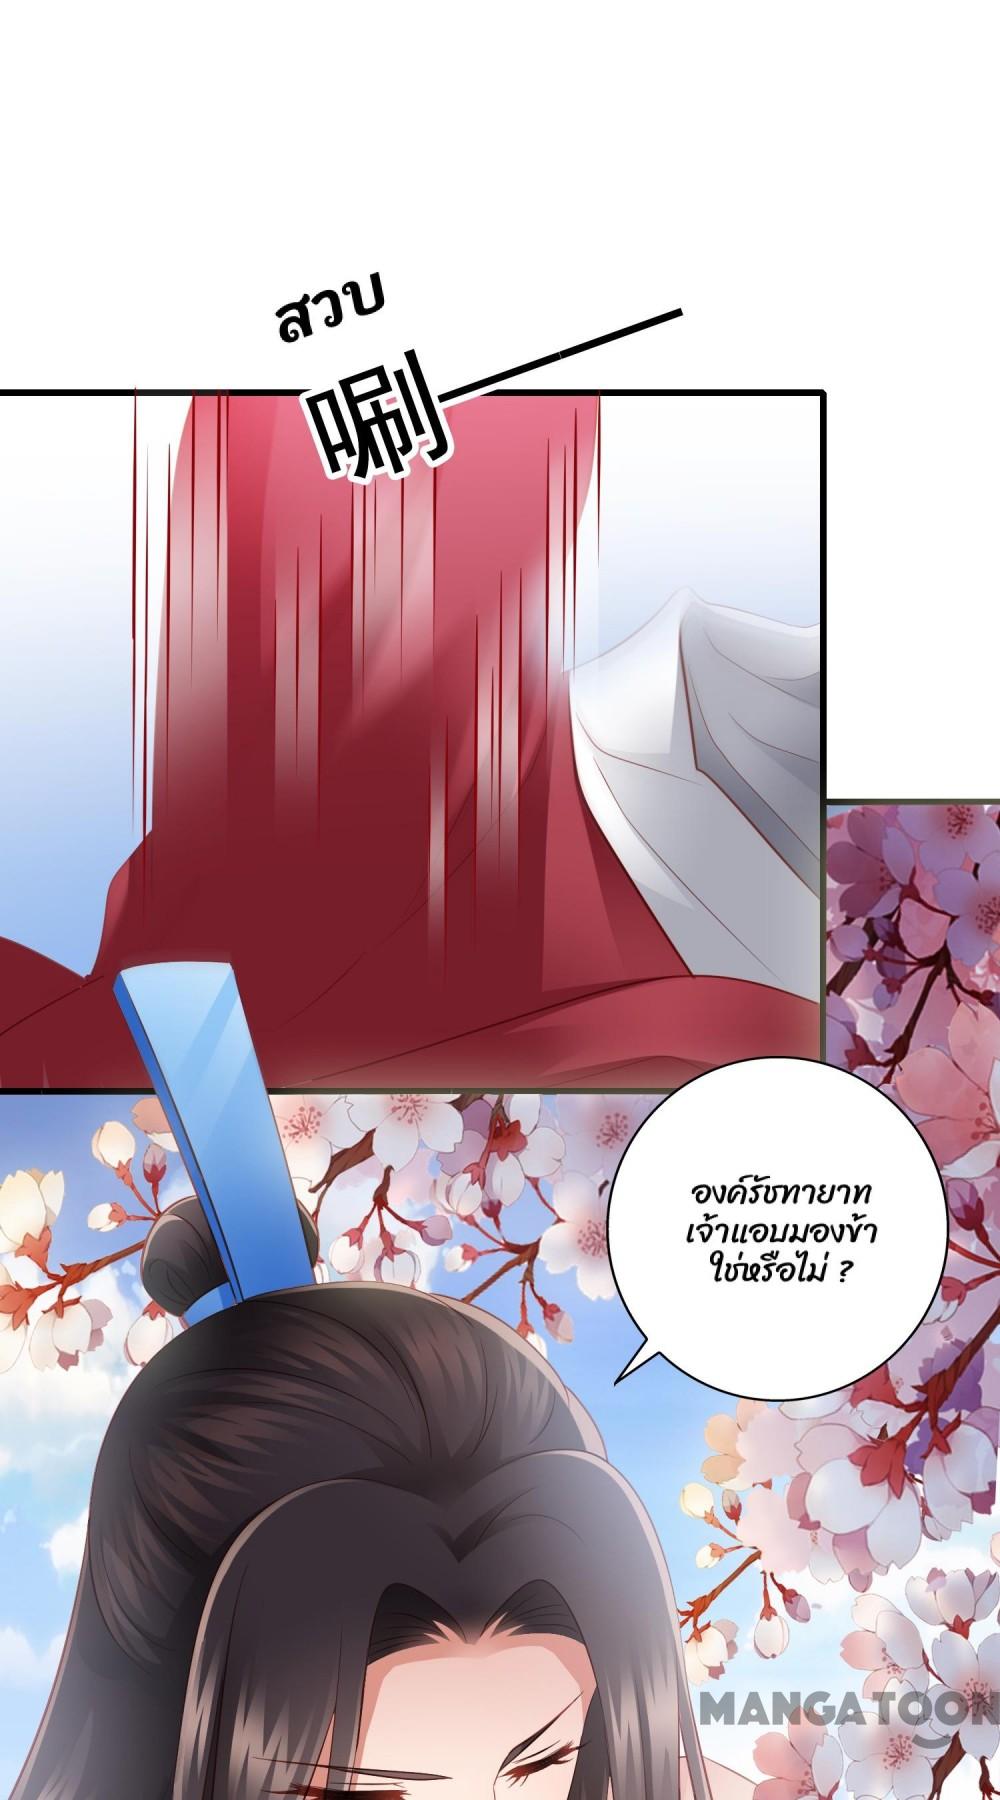 สวบ
唰——
องค์รัชทายาท
เจ้าแอบมองข้า
ใช่หรือไม่ ?
MANGATOON